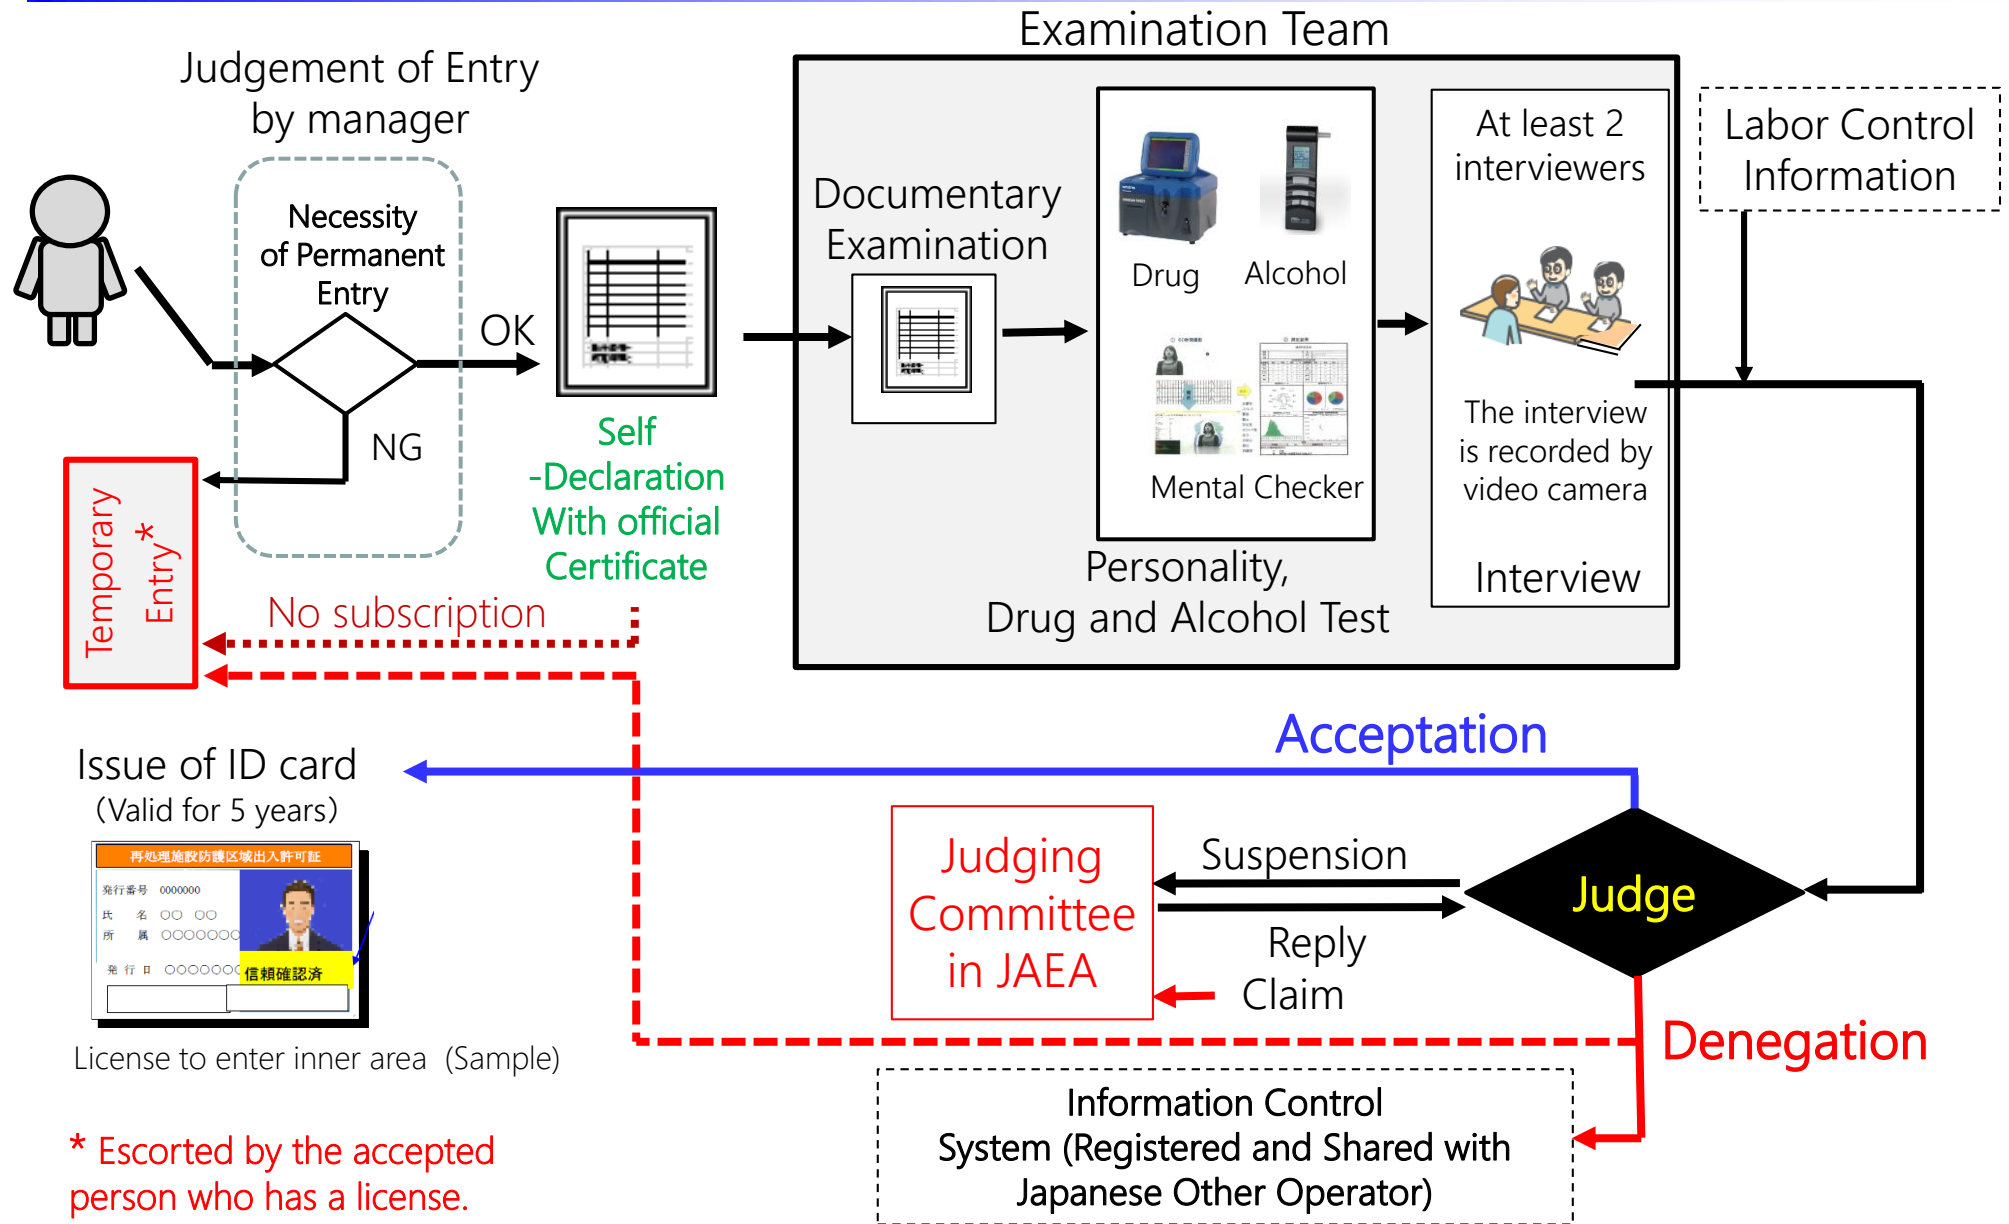 Examination Team
Judgement of Entry
by manager
Necessity
of Permanent
Entry
OK
NG
Self
-Declaration
With official
Certificate
Temporary
Entry*
No subscription
Documentary
Examination
Drug
Alcohol
Mental Checker
Personality,
Drug and Alcohol Test
At least 2
interviewers
The interview
is recorded by
video camera
Interview
Labor Control
Information
Acceptation
Issue of ID card
（Valid for 5 years）
再処理施設防護区域出入許可証
発行番号 0000000
氏 名 〇〇 〇〇
所 属 〇〇〇〇〇〇〇
発 行 日 〇〇〇〇〇〇〇
信頼確認済
License to enter inner area (Sample)
Judging
Committee
in JAEA
Suspension
Reply
Claim
Judge
Denegation
Information Control
System (Registered and Shared with
Japanese Other Operator)
* Escorted by the accepted
person who has a license.